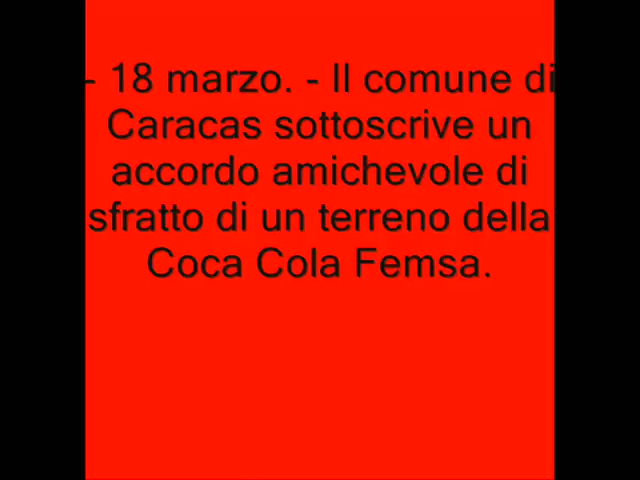 - 18 marzo. - Il comune di
Caracas sottoscrive un
accordo amichevole di
sfratto di un terreno della
Coca Cola Femsa.